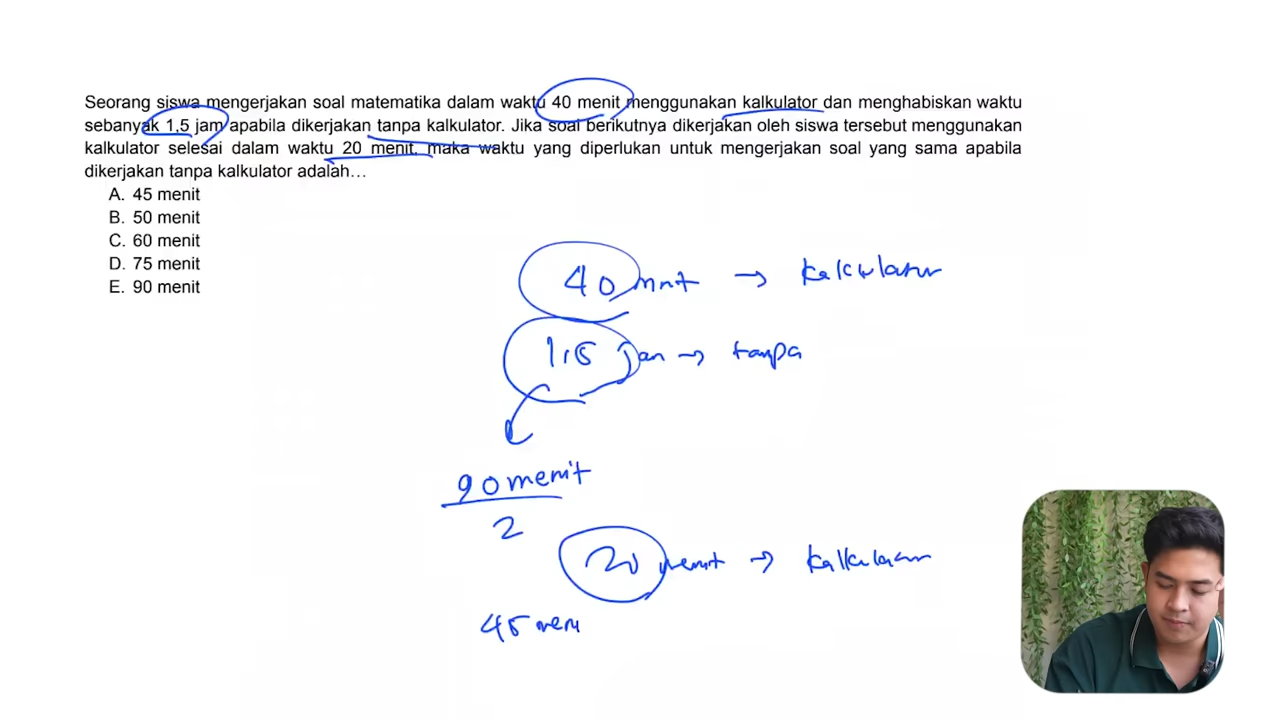 Seorang siswa mengerjakan soal matematika dalam waktu 40 menit menggunakan kalkulator dan menghabiskan waktu
sebanyak 1,5 jam apabila dikerjakan tanpa kalkulator. Jika soal berikutnya dikerjakan oleh siswa tersebut menggunakan
kalkulator selesai dalam waktu 20 menit, maka waktu yang diperlukan untuk mengerjakan soal yang sama apabila
dikerjakan tanpa kalkulator adalah…
A. 45 menit
B. 50 menit
C. 60 menit
D. 75 menit
E. 90 menit
40 mnt → kalkulator
1,5 jam → tanpa
90 menit
2
20 menit → kalkulator
45 meni